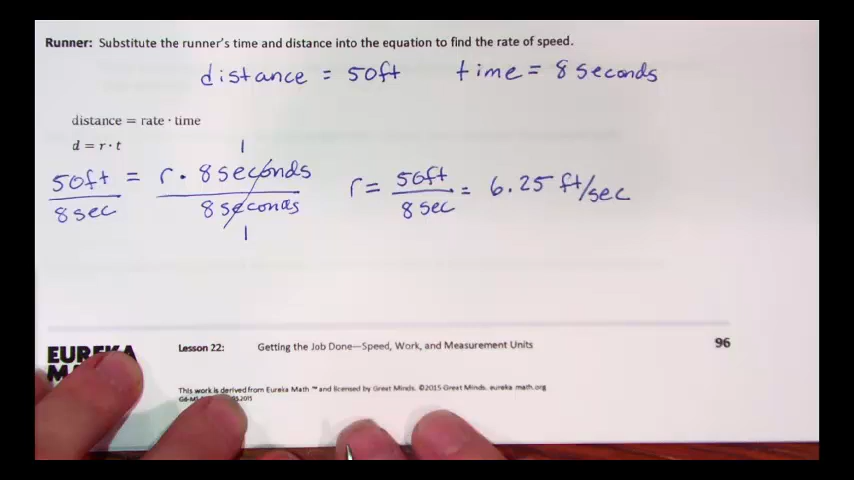 Runner: Substitute the runner's time and distance into the equation to find the rate of speed.
distance = 50ft time = 8 seconds
distance = rate · time
d = r · t
1
50ft = r · 8 seconds
8 sec 8 seconds
1
r = 50ft = 6.25 ft/sec
8 sec
EUREKA
Lesson 22: Getting the Job Done—Speed, Work, and Measurement Units
96
This work is derived from Eureka Math ™ and licensed by Great Minds. ©2015 Great Minds. eureka math.org